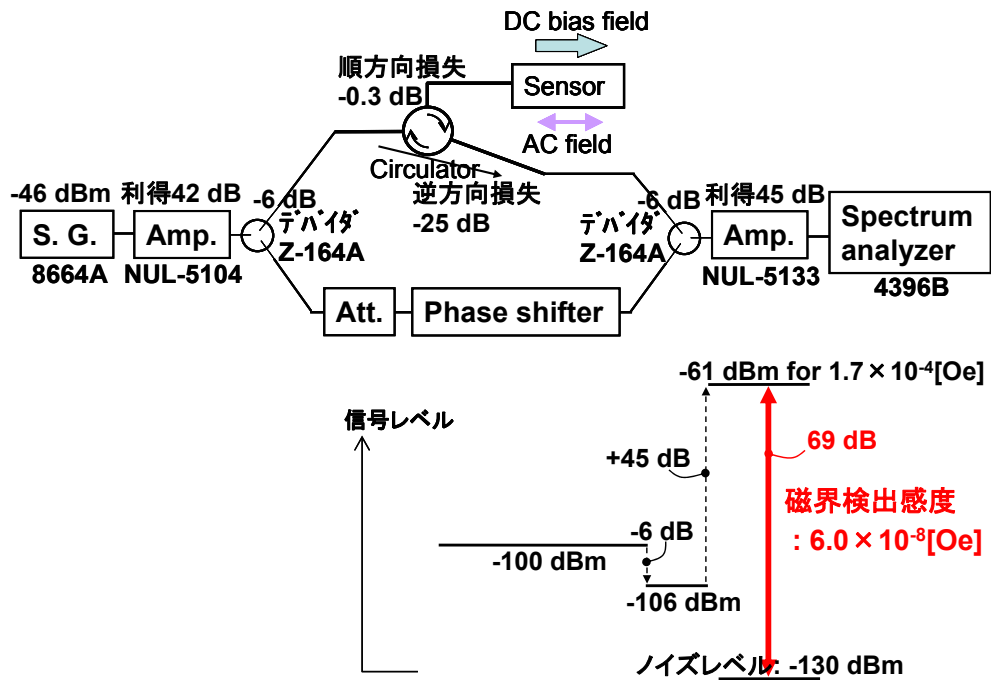 DC bias field
順方向損失
-0.3 dB
Sensor
AC field
Circulator
逆方向損失
-25 dB
-46 dBm
利得42 dB
-6 dB
S. G.
Amp.
8664A
NUL-5104
ﾃﾞﾊﾞｲﾀﾞ
Z-164A
-6 dB
利得45 dB
ﾃﾞﾊﾞｲﾀﾞ
Z-164A
Amp.
NUL-5133
Spectrum
analyzer
4396B
Att.
Phase shifter
-61 dBm for 1.7×10-4[Oe]
信号レベル
+45 dB
69 dB
磁界検出感度
: 6.0×10-8[Oe]
-6 dB
-100 dBm
-106 dBm
ノイズレベル: -130 dBm